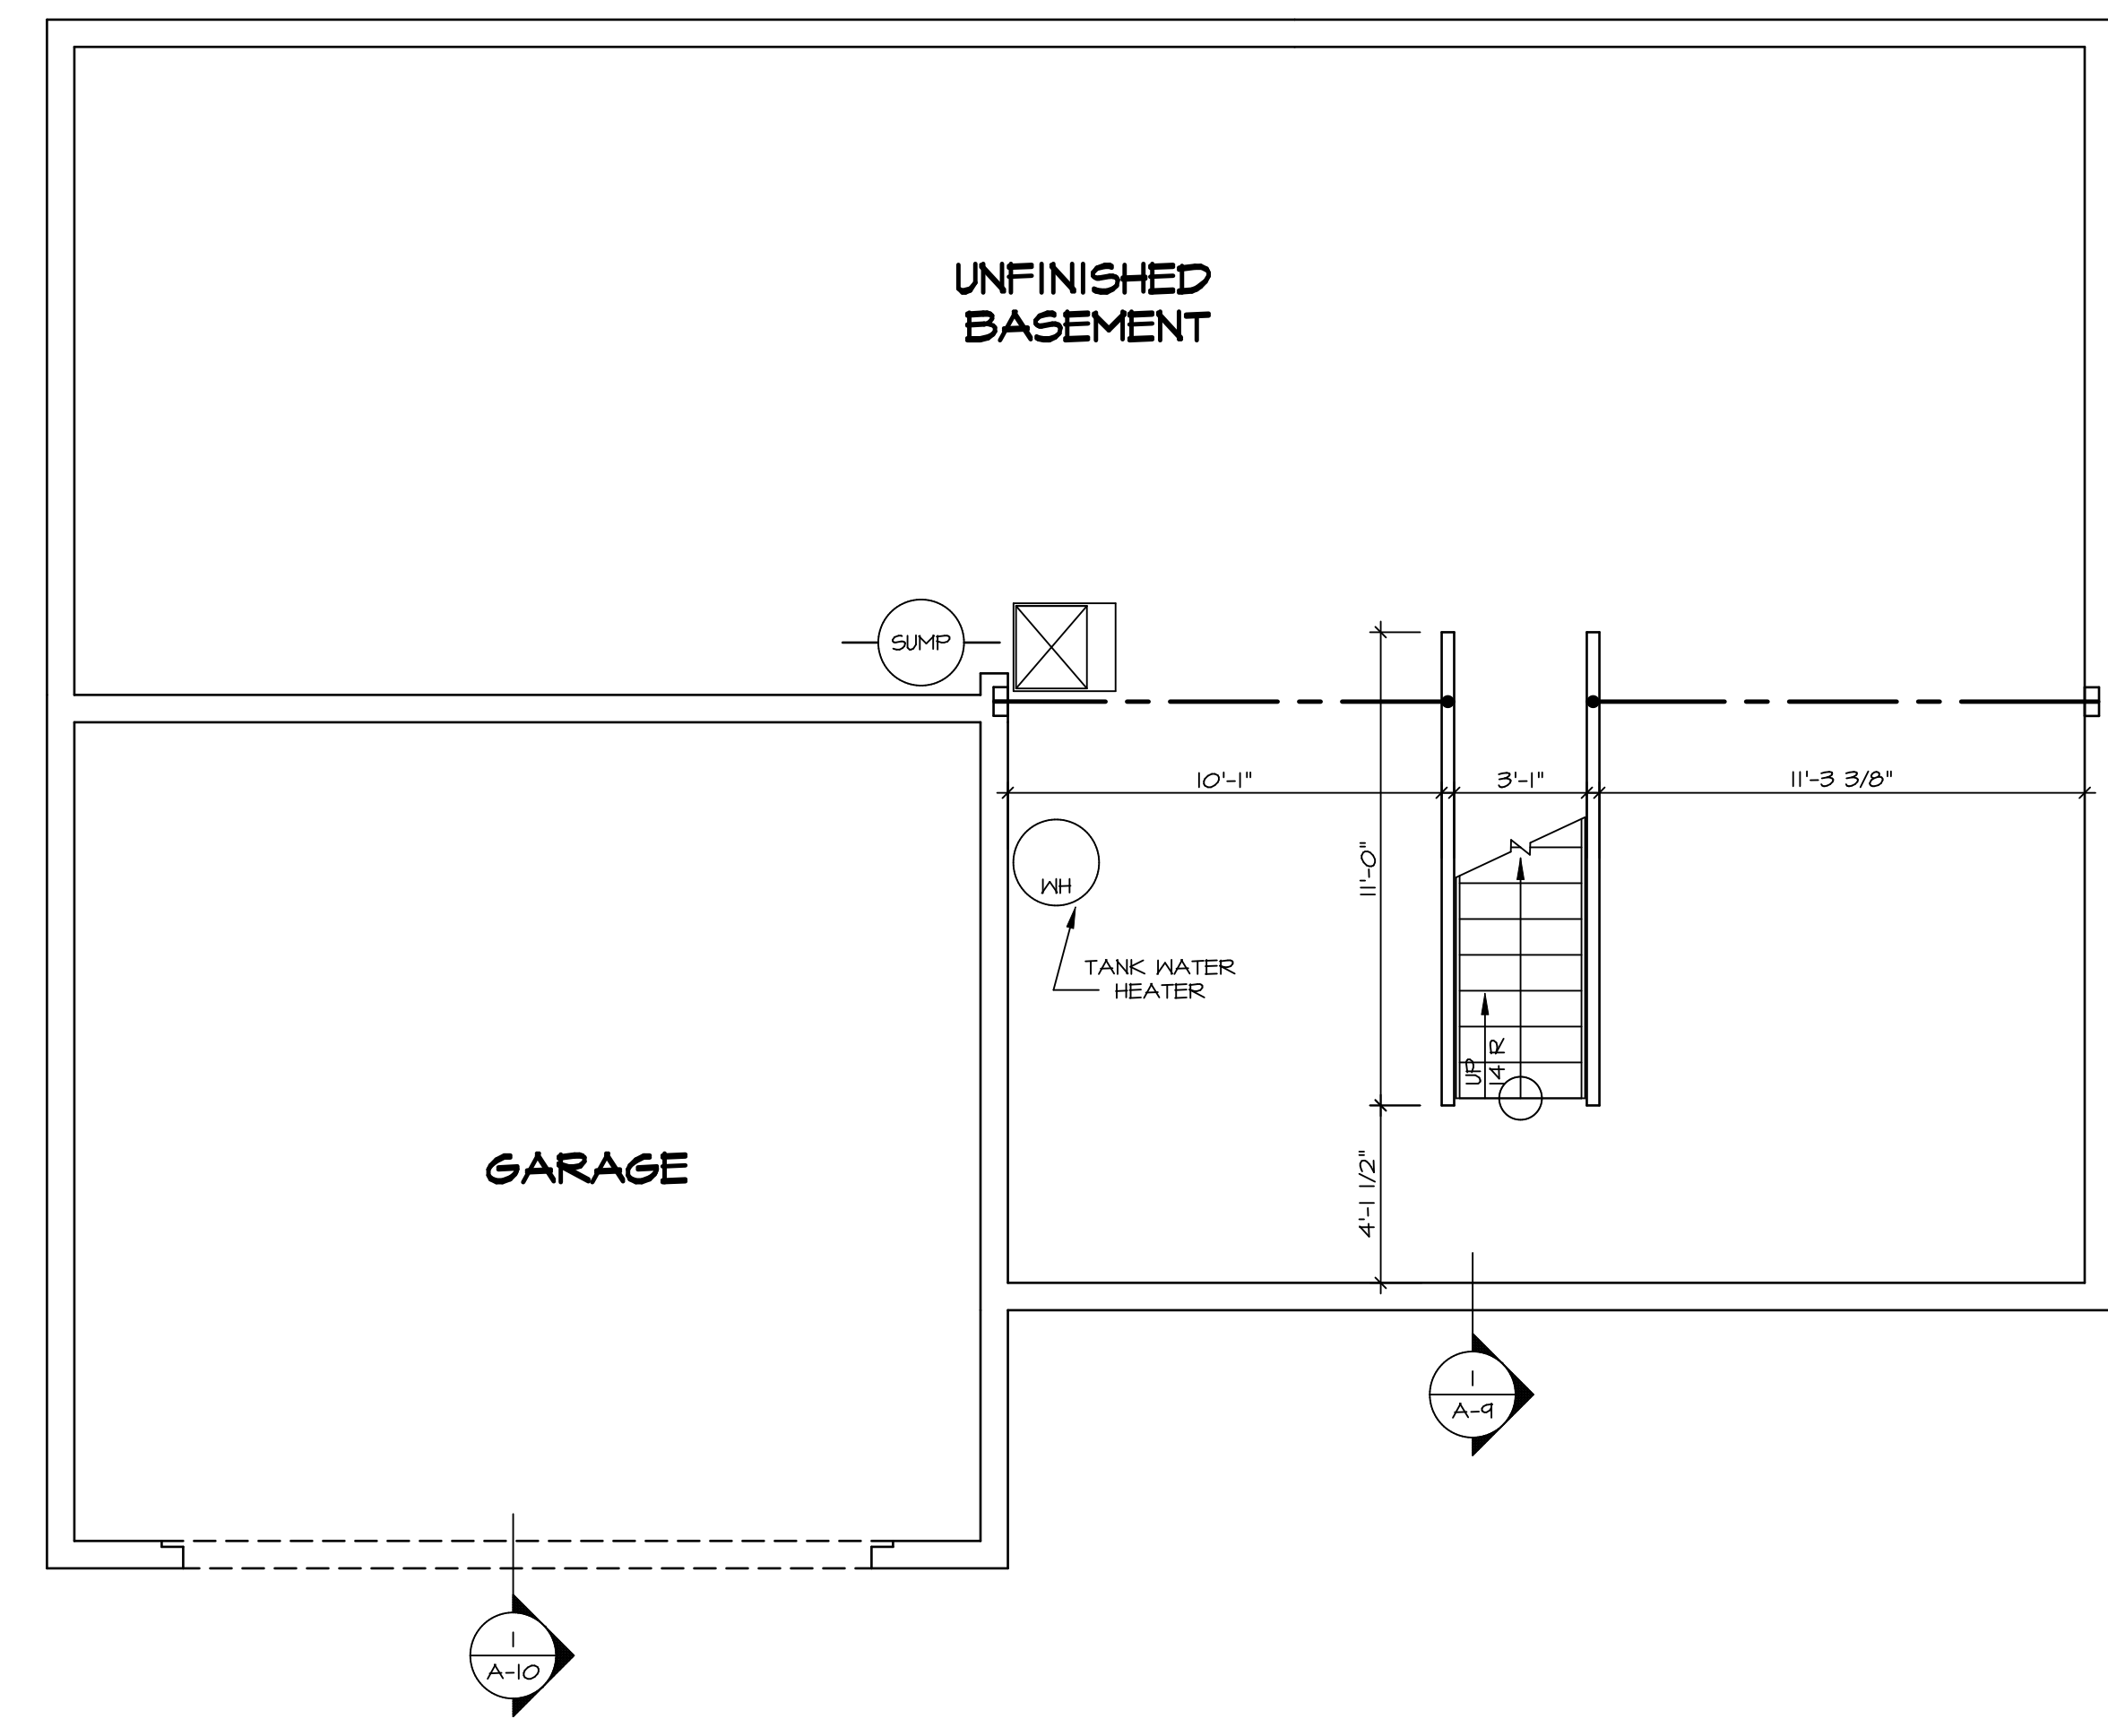 UNFINISHED
BASEMENT
SUMP
10'-1"
3'-1"
11'-3 3/8"
11'-0"
WH
TANK WATER
HEATER
UP
14 R
4'-1 1/2"
GARAGE
1
A-9
1
A-10